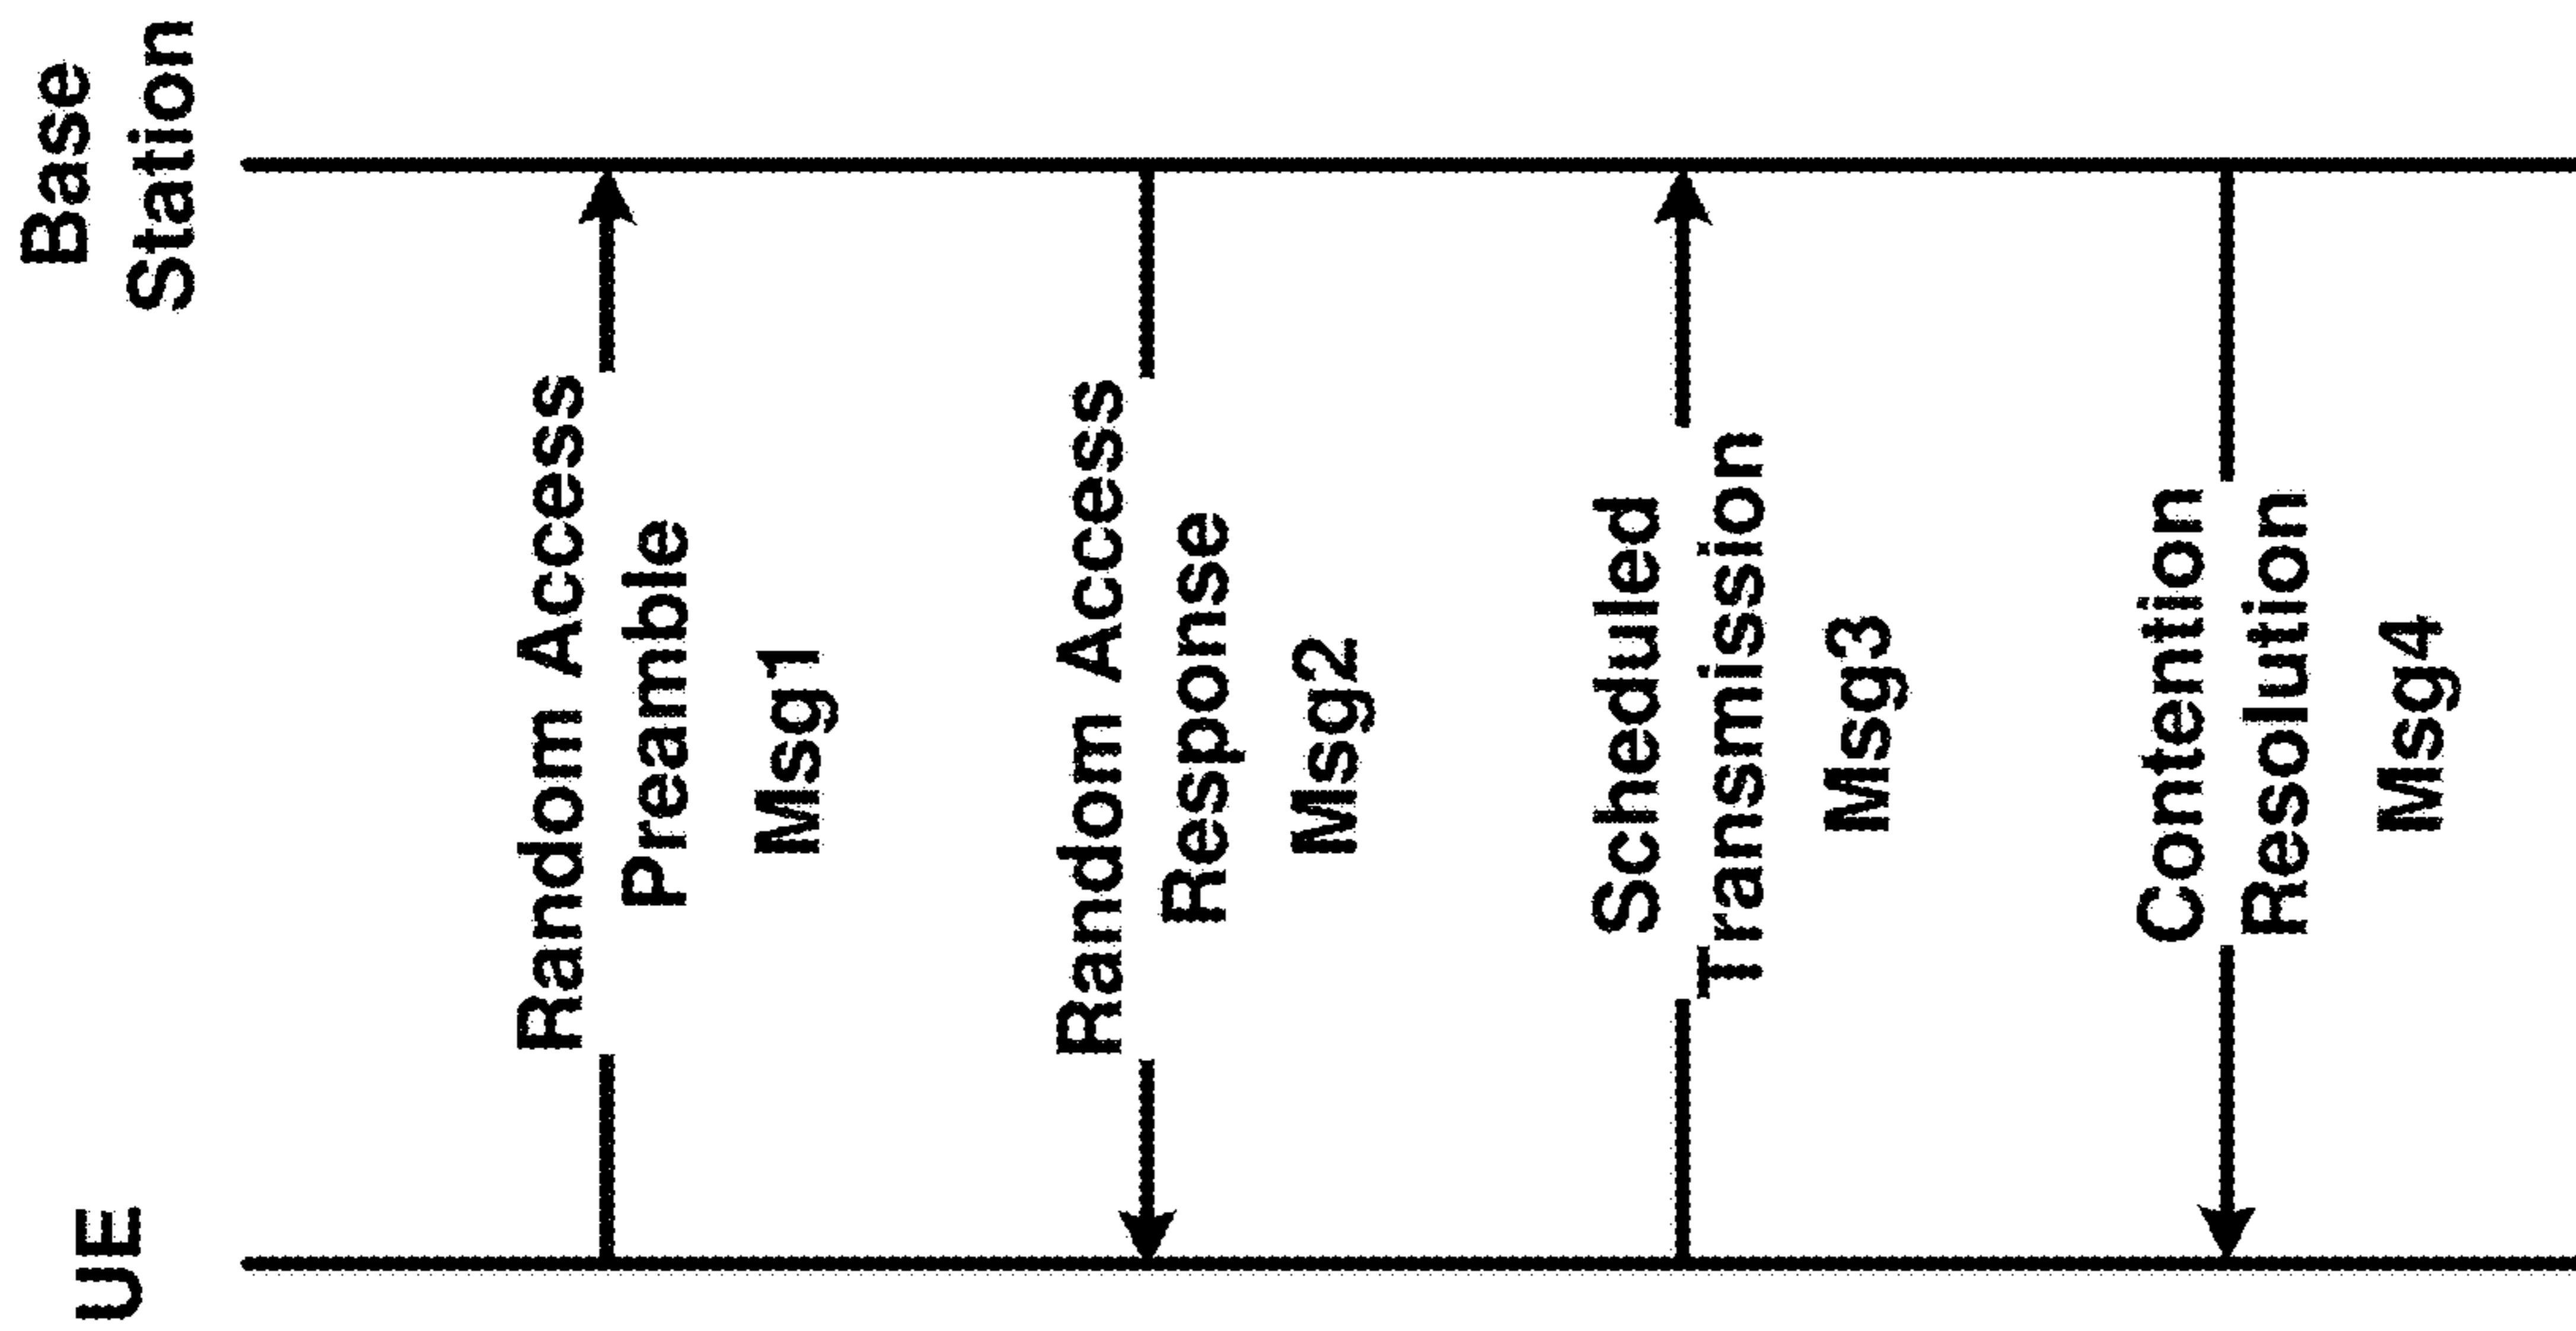 UE
Base
Station
Random Access
Preamble
Msg1
Random Access
Response
Msg2
Scheduled
Transmission
Msg3
Contention
Resolution
Msg4